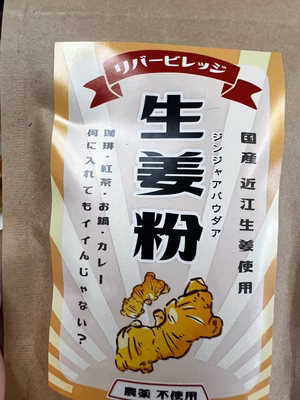 リバービレッジ
国産 近江生姜使用
ジンジャアパウダア
生姜粉
珈琲・紅茶・お鍋・カレー
何に入れてもイイんじゃない？
農薬 不使用